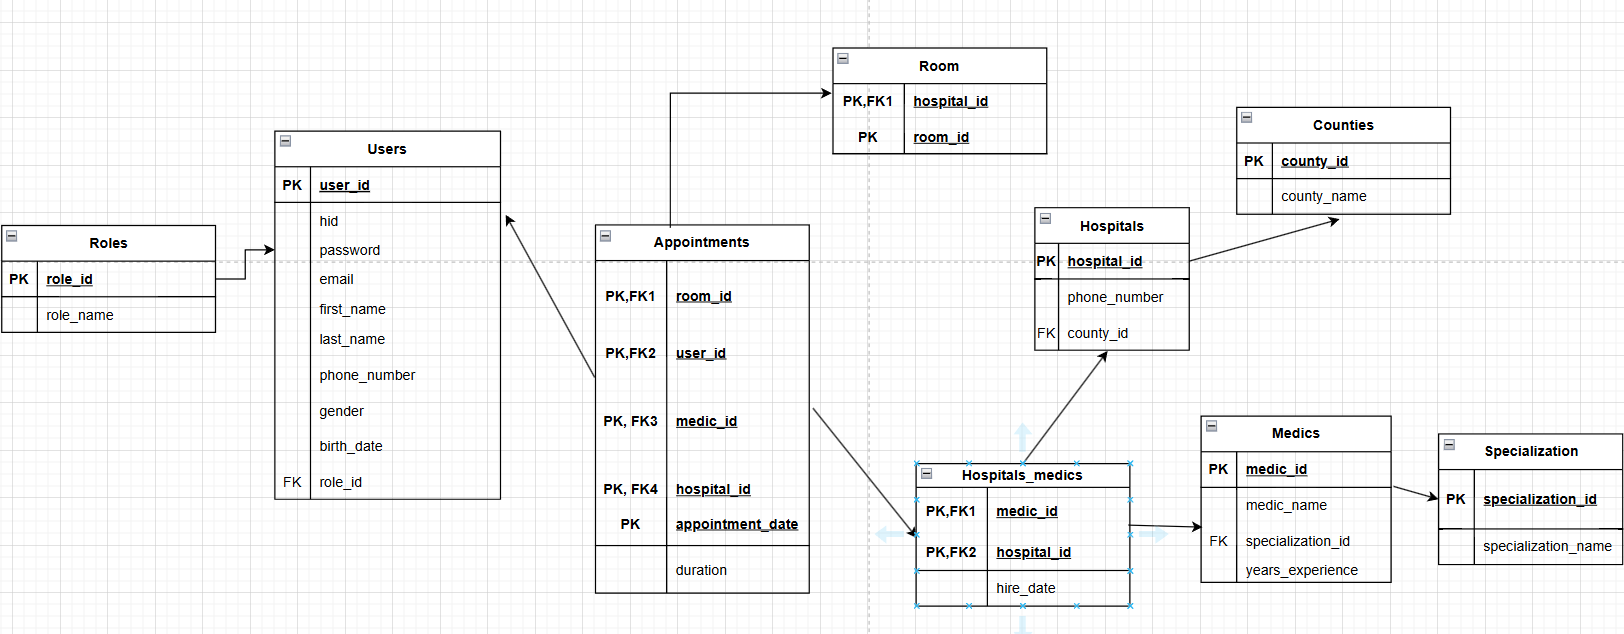 Roles
PK role_id
role_name
Users
PK user_id
hid
password
email
first_name
last_name
phone_number
gender
birth_date
FK role_id
Appointments
PK,FK1 room_id
PK,FK2 user_id
PK, FK3 medic_id
PK, FK4 hospital_id
PK appointment_date
duration
Room
PK,FK1 hospital_id
PK room_id
Hospitals_medics
PK,FK1 medic_id
PK,FK2 hospital_id
hire_date
Hospitals
PK hospital_id
phone_number
FK county_id
Counties
PK county_id
county_name
Medics
PK medic_id
medic_name
FK specialization_id
years_experience
Specialization
PK specialization_id
specialization_name